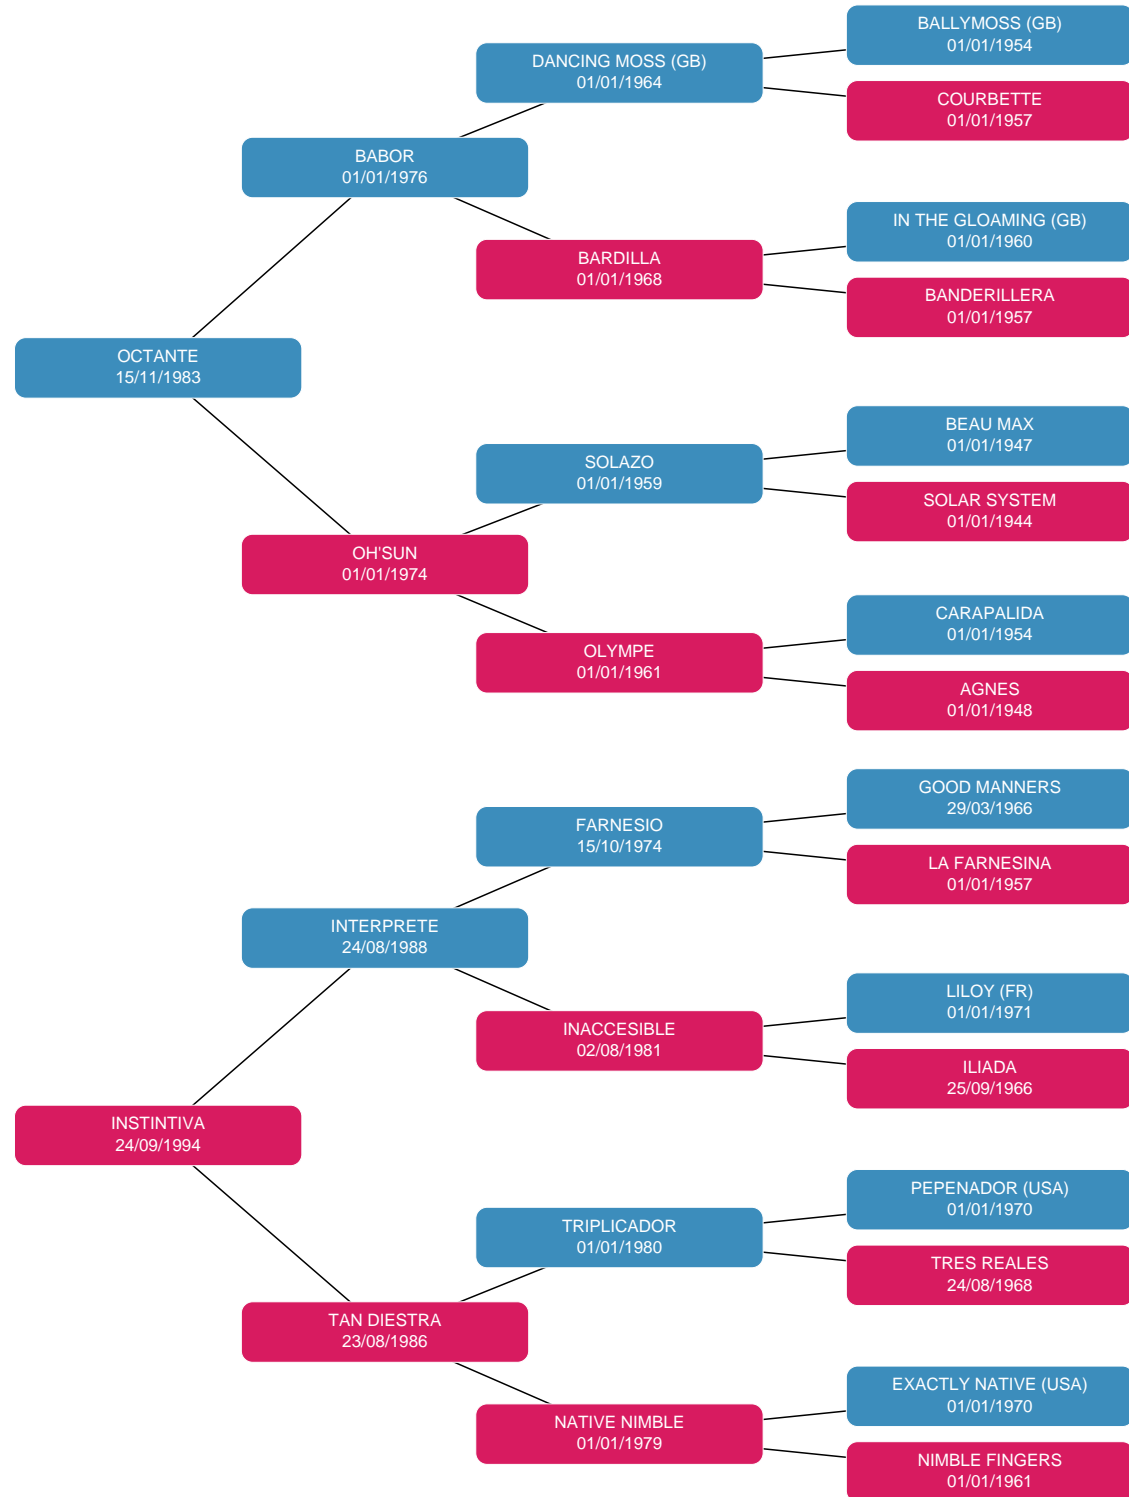 BALLYMOSS (GB)
01/01/1954
DANCING MOSS (GB)
01/01/1964
COURBETTE
01/01/1957
BABOR
01/01/1976
IN THE GLOAMING (GB)
01/01/1960
BARDILLA
01/01/1968
BANDERILLERA
01/01/1957
OCTANTE
15/11/1983
BEAU MAX
01/01/1947
SOLAZO
01/01/1959
SOLAR SYSTEM
01/01/1944
OH'SUN
01/01/1974
CARAPALIDA
01/01/1954
OLYMPE
01/01/1961
AGNES
01/01/1948
GOOD MANNERS
29/03/1966
FARNESIO
15/10/1974
LA FARNESINA
01/01/1957
INTERPRETE
24/08/1988
LILOY (FR)
01/01/1971
INACCESIBLE
02/08/1981
ILIADA
25/09/1966
INSTINTIVA
24/09/1994
PEPENADOR (USA)
01/01/1970
TRIPLICADOR
01/01/1980
TRES REALES
24/08/1968
TAN DIESTRA
23/08/1986
EXACTLY NATIVE (USA)
01/01/1970
NATIVE NIMBLE
01/01/1979
NIMBLE FINGERS
01/01/1961